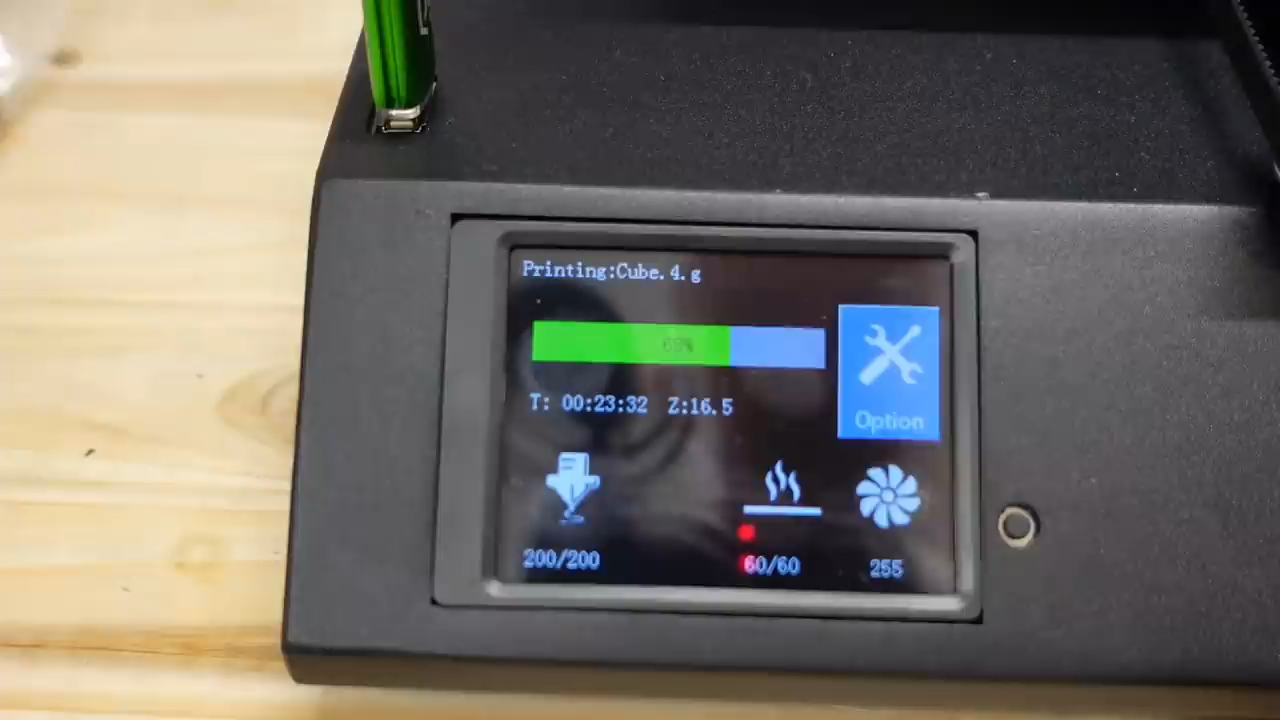 Printing:Cube.4.g
T: 00:23:32 Z:16.5
Option
200/200
60/60
255